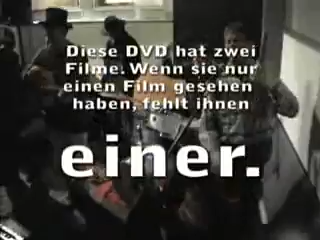 Diese DVD hat zwei
Filme. Wenn sie nur
einen Film gesehen
haben, fehlt ihnen
einer.